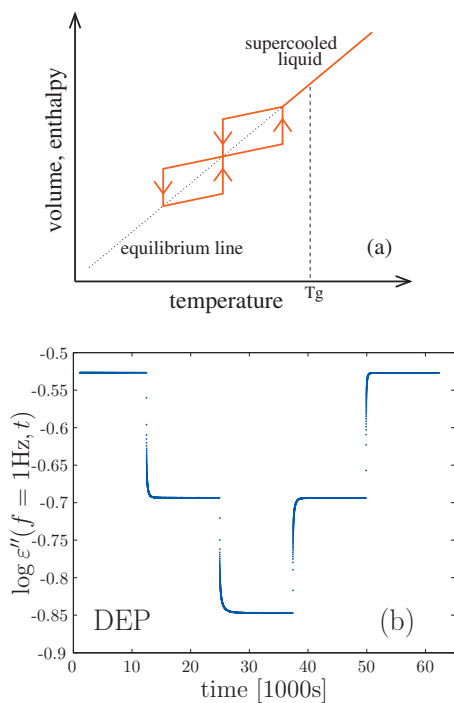 supercooled
liquid
volume, enthalpy
equilibrium line
(a)
Tg
temperature
-0.5
-0.55
-0.6
-0.65
-0.7
-0.75
-0.8
-0.85
-0.9
log ε''(f = 1Hz, t)
DEP
(b)
0 10 20 30 40 50 60
time [1000s]